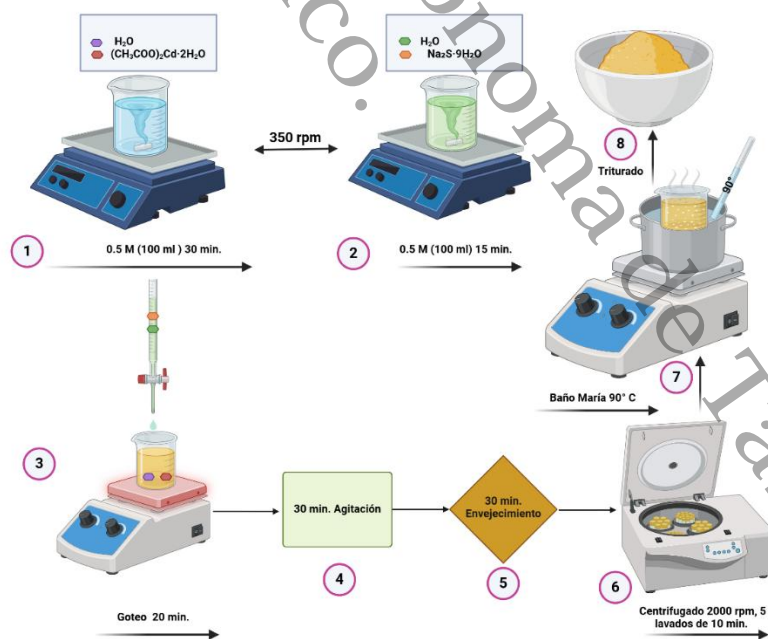 H₂O
(CH₃COO)₂Cd·2H₂O
H₂O
Na₂S·9H₂O
350 rpm
1
0.5 M (100 ml ) 30 min.
2
0.5 M (100 ml) 15 min.
8
Triturado
90°
7
Baño María 90° C
3
Goteo 20 min.
30 min. Agitación
4
30 min.
Envejecimiento
5
6
Centrifugado 2000 rpm, 5
lavados de 10 min.